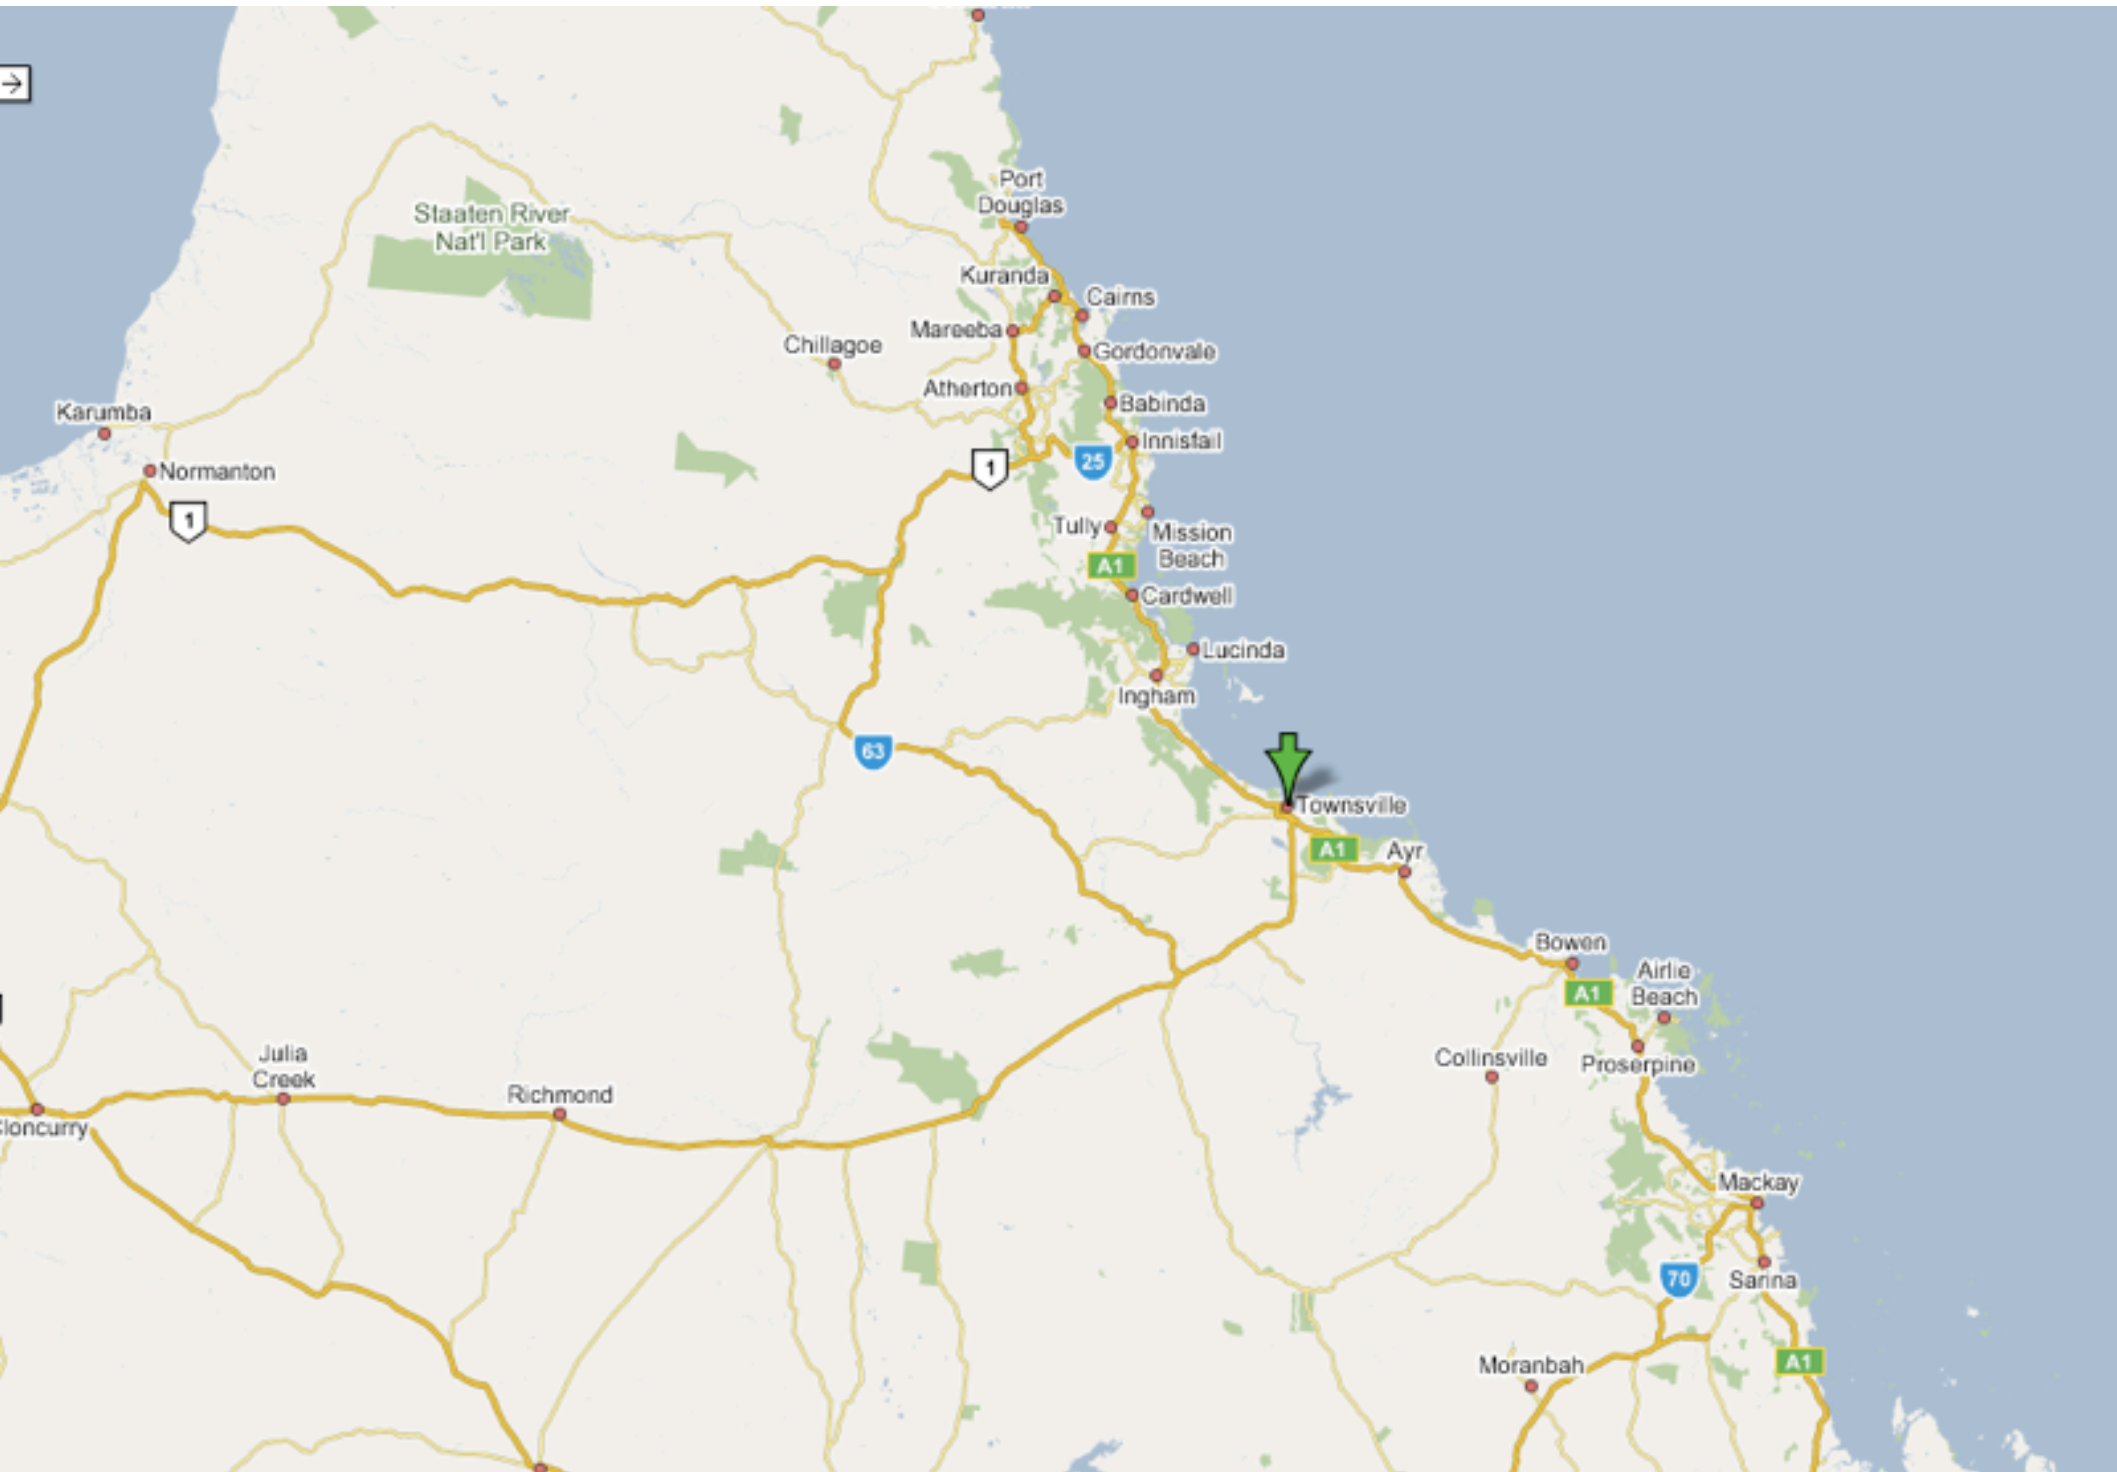 Port
Douglas
Staaten River
Nat'l Park
Kuranda
Cairns
Mareeba
Chillagoe
Gordonvale
Atherton
Babinda
Karumba
Innisfail
25
1
Normanton
1
Tully
Mission
Beach
A1
Cardwell
Lucinda
Ingham
63
Townsville
A1
Ayr
Bowen
Airlie
Beach
A1
Julia
Creek
Collinsville
Proserpine
Richmond
Cloncurry
Mackay
70
Sarina
Moranbah
A1